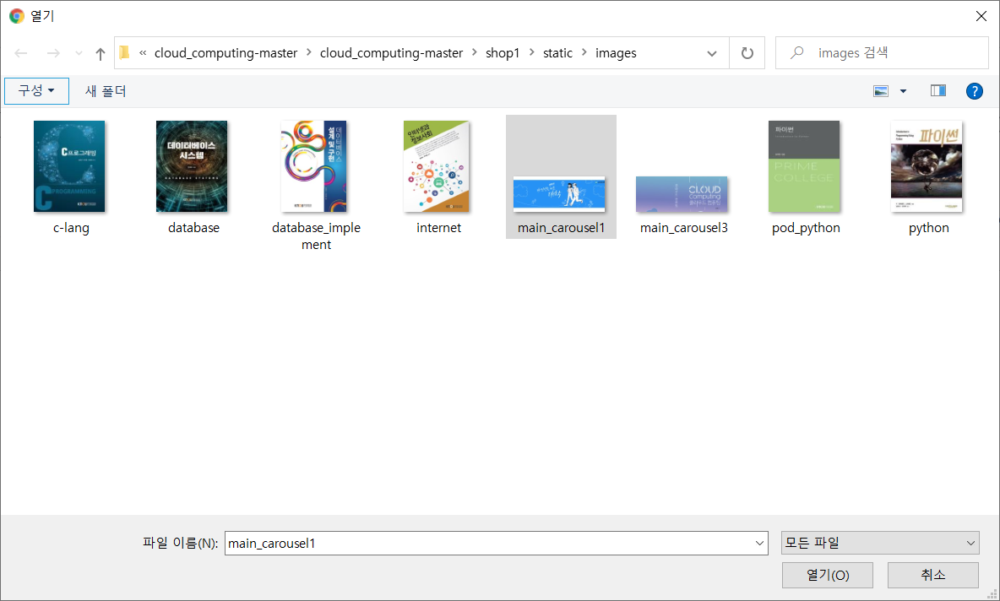 열기
« cloud_computing-master › cloud_computing-master › shop1 › static › images
images 검색
구성
새 폴더
?
C프로그래밍
C PROGRAMMING
데이터베이스
시스템
DATABASE SYSTEMS
데이터베이스
설계 및 구현
인터넷과
정보사회
CLOUD
Computing
클라우드 컴퓨팅
파이썬
PRIME
COLLEGE
파이썬
c-lang
database
database_imple
ment
internet
main_carousel1
main_carousel3
pod_python
python
파일 이름(N):
main_carousel1
모든 파일
열기(O)
취소